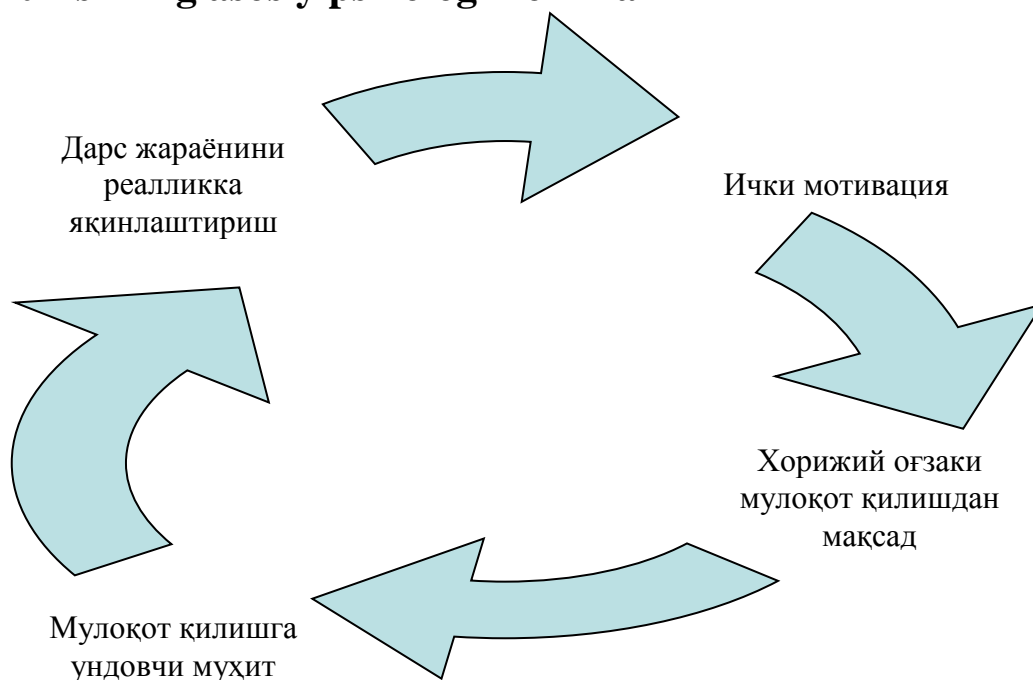 Дарс жараёнини
реалликка
яқинлаштириш
Ички мотивация
Хорижий оғзаки
мулоқот қилишдан
мақсад
Мулоқот қилишга
ундовчи муҳит